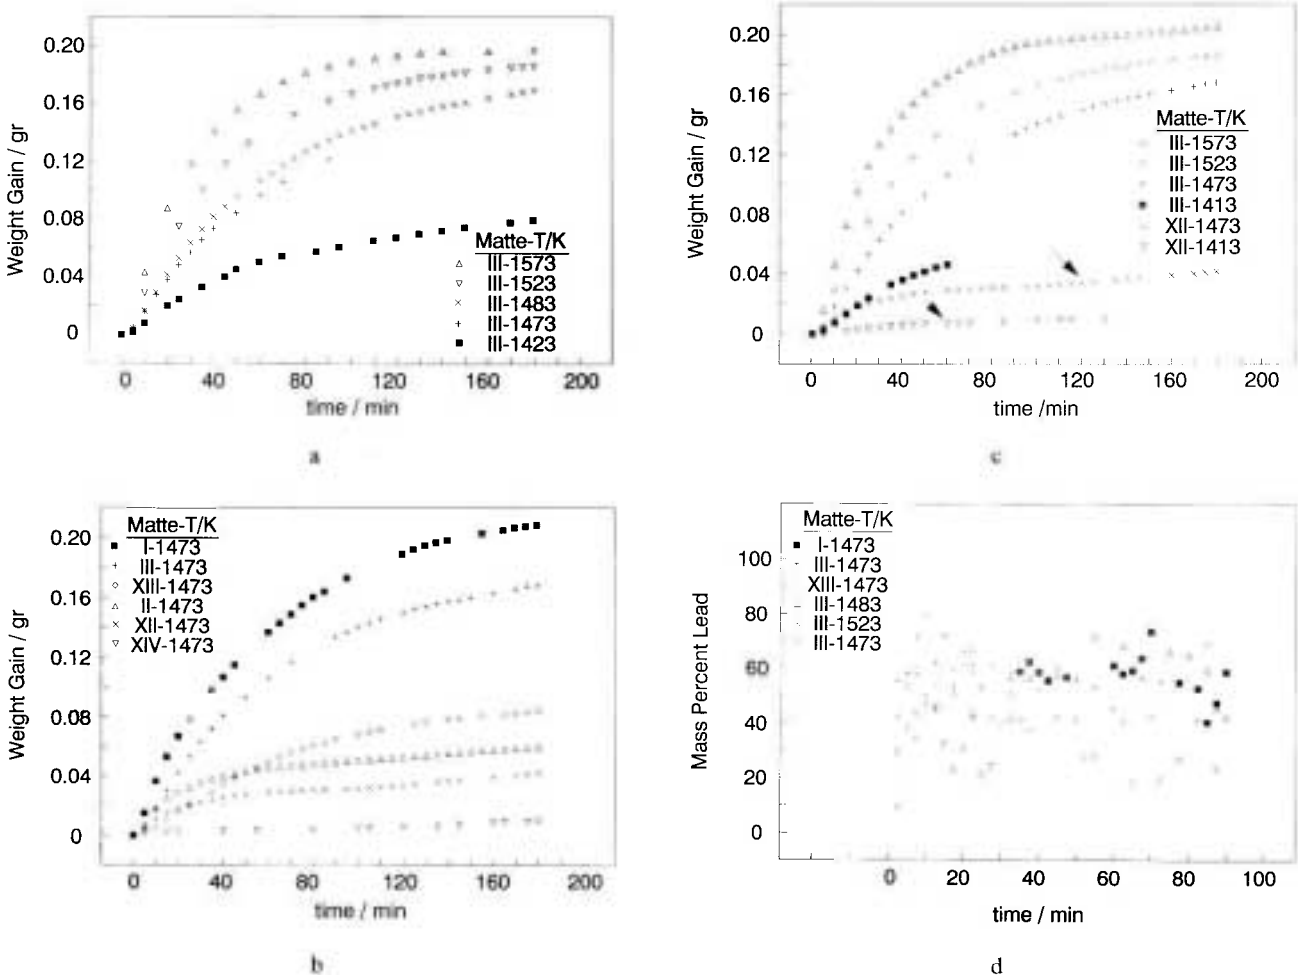 0.20
0.16
0.12
0.08
0.04
0
Weight Gain / gr
Matte-T/K
III-1573
III-1523
III-1483
III-1473
III-1423
0 40 80 120 160 200
time / min
a
0.20
0.16
0.12
0.08
0.04
0
Weight Gain / gr
Matte-T/K
III-1573
III-1523
III-1473
III-1413
XII-1473
XII-1413
0 40 80 120 160 200
time /min
c
Matte-T/K
I-1473
III-1473
XIII-1473
II-1473
XII-1473
XIV-1473
0.20
0.16
0.12
0.08
0.04
0
Weight Gain / gr
0 40 80 120 160 200
time / min
b
Matte-T/K
I-1473
III-1473
XIII-1473
III-1483
III-1523
III-1473
100
80
60
40
20
0
Mass Percent Lead
0 20 40 60 80 100
time / min
d